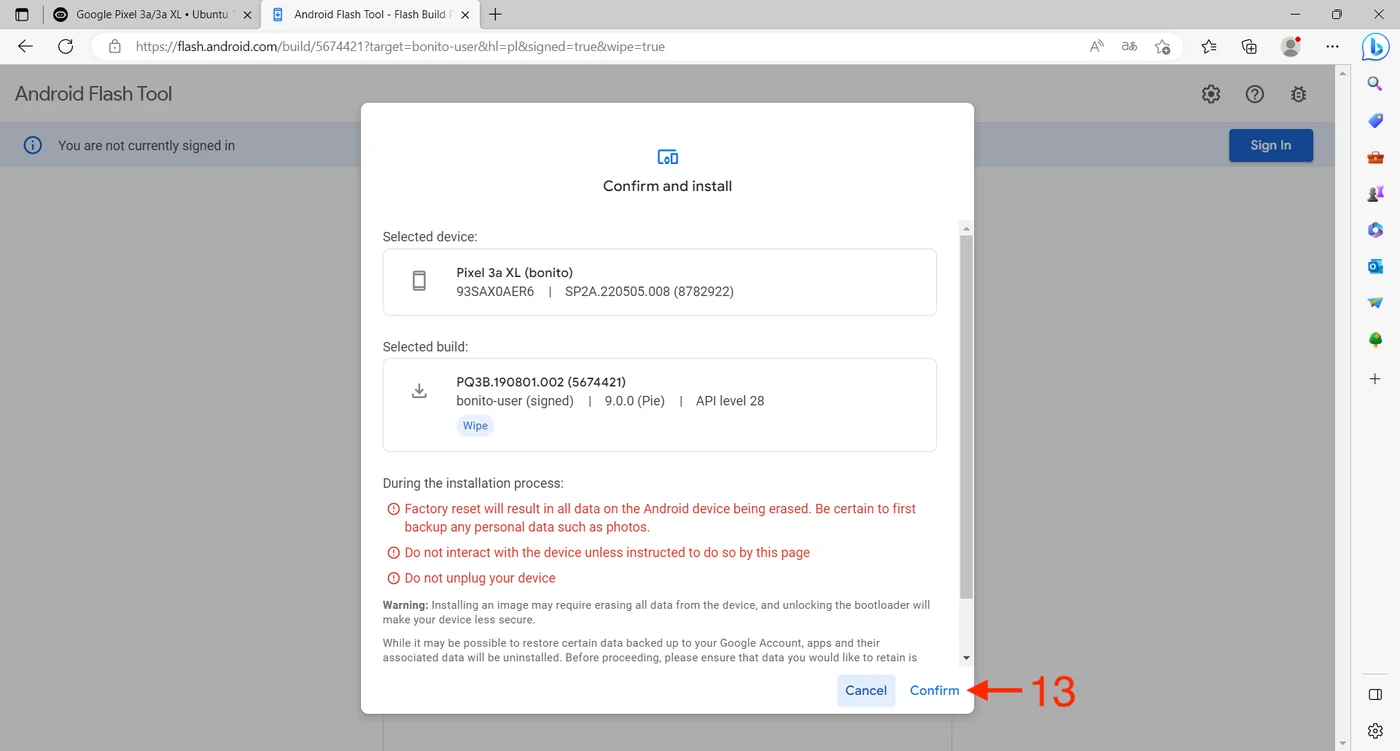 Google Pixel 3a/3a XL • Ubuntu
Android Flash Tool - Flash Build
https://flash.android.com/build/5674421?target=bonito-user&hl=pl&signed=true&wipe=true
Android Flash Tool
You are not currently signed in
Sign In
Confirm and install
Selected device:
Pixel 3a XL (bonito)
93SAX0AER6 | SP2A.220505.008 (8782922)
Selected build:
PQ3B.190801.002 (5674421)
bonito-user (signed) | 9.0.0 (Pie) | API level 28
Wipe
During the installation process:
Factory reset will result in all data on the Android device being erased. Be certain to first
backup any personal data such as photos.
Do not interact with the device unless instructed to do so by this page
Do not unplug your device
Warning: Installing an image may require erasing all data from the device, and unlocking the bootloader will
make your device less secure.
While it may be possible to restore certain data backed up to your Google Account, apps and their
associated data will be uninstalled. Before proceeding, please ensure that data you would like to retain is
Cancel
Confirm
13